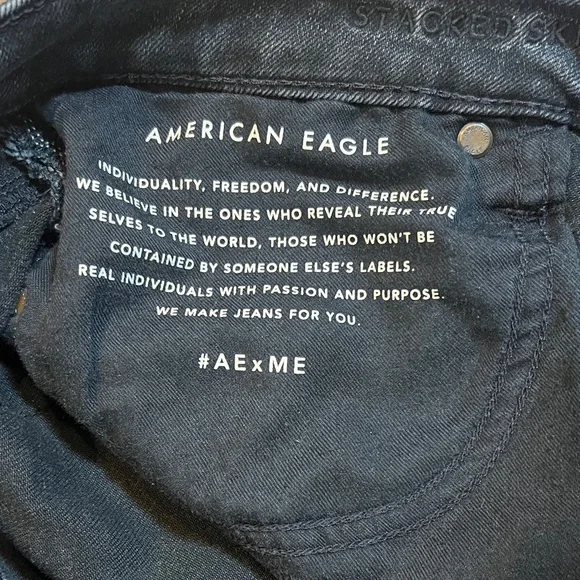 STACKED SKI
AMERICAN EAGLE
INDIVIDUALITY, FREEDOM, AND DIFFERENCE.
WE BELIEVE IN THE ONES WHO REVEAL THEIR TRUE
SELVES TO THE WORLD, THOSE WHO WON'T BE
CONTAINED BY SOMEONE ELSE'S LABELS.
REAL INDIVIDUALS WITH PASSION AND PURPOSE.
WE MAKE JEANS FOR YOU.
#AExME